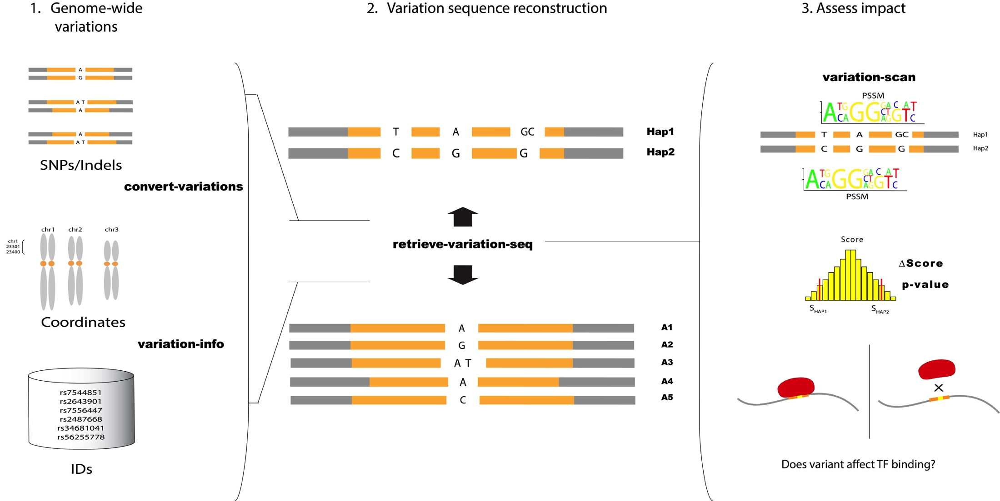 1. Genome-wide
variations
A
G
A T
A
A
A T
SNPs/Indels
convert-variations
chr1 chr2 chr3
chr1
23301
23400
Coordinates
variation-info
rs7544851
rs2643901
rs7556447
rs2487668
rs34681041
rs56255778
IDs
2. Variation sequence reconstruction
T A GC Hap1
C G G Hap2
retrieve-variation-seq
A A1
G A2
A T A3
A A4
C A5
3. Assess impact
variation-scan
PSSM
T A GC Hap1
C G G Hap2
PSSM
Score
ΔScore
p-value
SHAP1 SHAP2
X
Does variant affect TF binding?